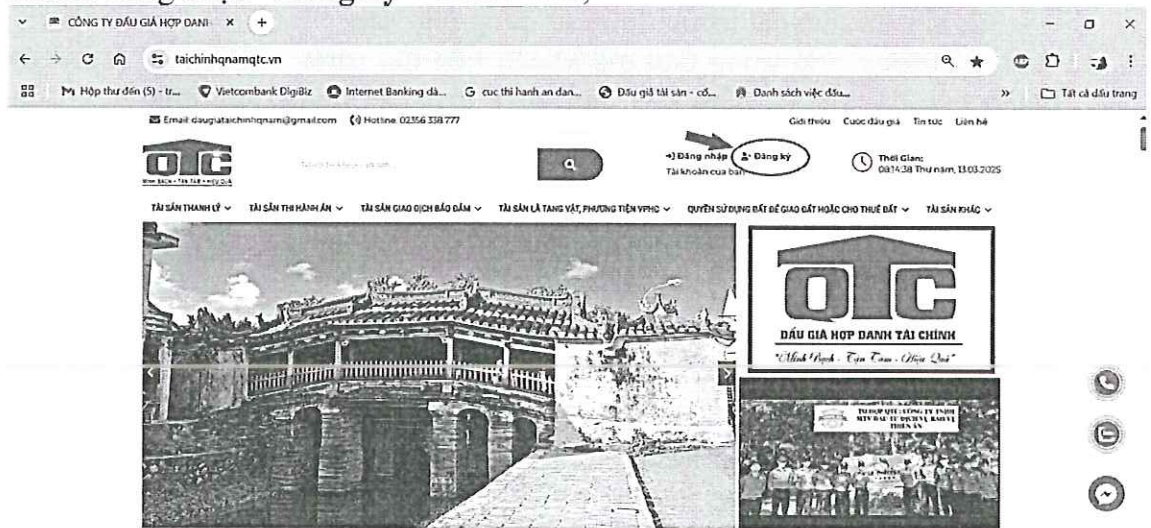 CÔNG TY ĐẤU GIÁ HỢP DANH
taichinhqnamqtc.vn
Hộp thư đến (5) - tr... Vietcombank DigiBiz Internet Banking dà... cuc thi hanh an dan... Đấu giá tài sản - cổ... Danh sách việc đấu... » Tất cả dấu trang
Email: daugiataichinhqnam@gmail.com Hotline: 02356 338 777 Giới thiệu Cuộc đấu giá Tin tức Liên hệ
QTC
MINH BẠCH - TẬN TÂM - HIỆU QUẢ
Đăng nhập Đăng ký
Tài khoản của bạn
Thời Gian:
08:14:38 Thứ năm, 13.03.2025
TÀI SẢN THANH LÝ TÀI SẢN THI HÀNH ÁN TÀI SẢN GIAO DỊCH BẢO ĐẢM TÀI SẢN LÀ TANG VẬT, PHƯƠNG TIỆN VPHC QUYỀN SỬ DỤNG ĐẤT ĐỂ GIAO ĐẤT HOẶC CHO THUÊ ĐẤT TÀI SẢN KHÁC
QTC
ĐẤU GIÁ HỢP DANH TÀI CHÍNH
"Minh Bạch - Tận Tâm - Hiệu Quả"